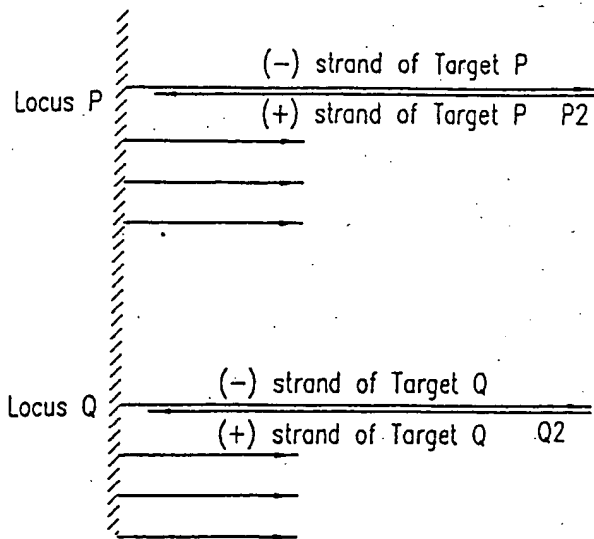 (-) strand of Target P
Locus P
(+) strand of Target P P2
(-) strand of Target Q
Locus Q
(+) strand of Target Q Q2